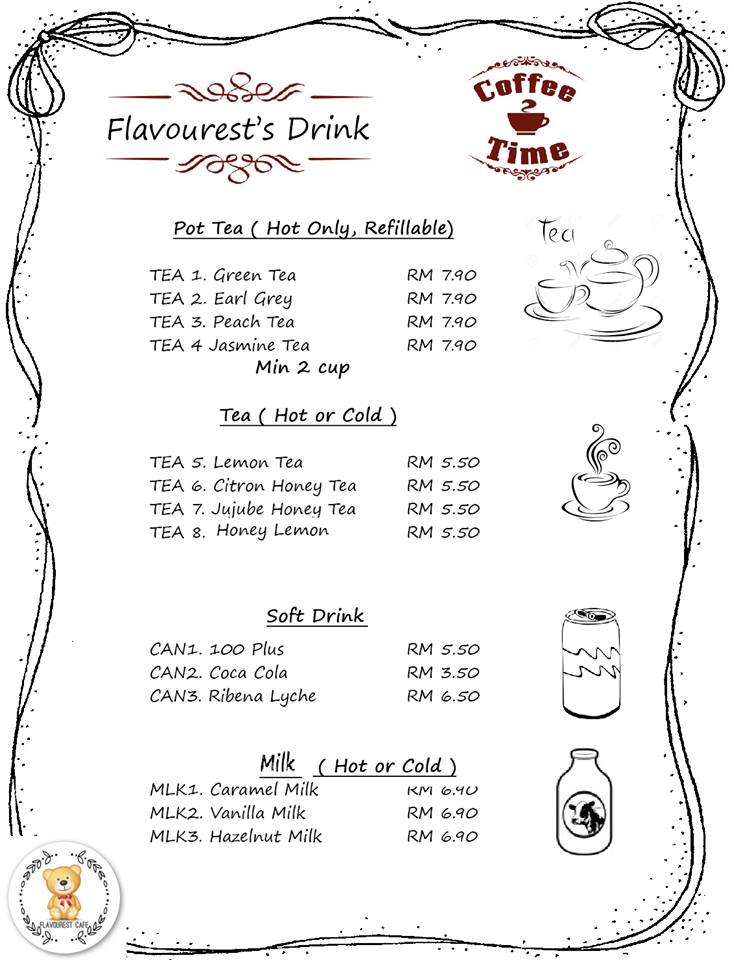 Coffee
Time
Flavourest's Drink
Pot Tea ( Hot Only, Refillable)
Tea
TEA 1. Green Tea RM 7.90
TEA 2. Earl Grey RM 7.90
TEA 3. Peach Tea RM 7.90
TEA 4 Jasmine Tea RM 7.90
Min 2 cup
Tea ( Hot or Cold )
TEA 5. Lemon Tea RM 5.50
TEA 6. Citron Honey Tea RM 5.50
TEA 7. Jujube Honey Tea RM 5.50
TEA 8. Honey Lemon RM 5.50
Soft Drink
CAN1. 100 Plus RM 5.50
CAN2. Coca Cola RM 3.50
CAN3. Ribena Lyche RM 6.50
Milk ( Hot or Cold )
MLK1. Caramel Milk RM 6.90
MLK2. Vanilla Milk RM 6.90
MLK3. Hazelnut Milk RM 6.90
FLAVOUREST CAFE